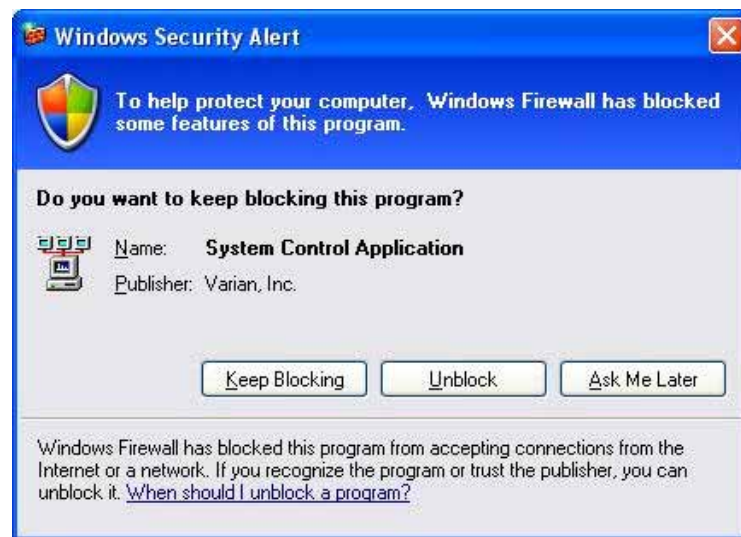 Windows Security Alert
To help protect your computer, Windows Firewall has blocked
some features of this program.
Do you want to keep blocking this program?
Name: System Control Application
Publisher: Varian, Inc.
Keep Blocking Unblock Ask Me Later
Windows Firewall has blocked this program from accepting connections from the
Internet or a network. If you recognize the program or trust the publisher, you can
unblock it. When should I unblock a program?